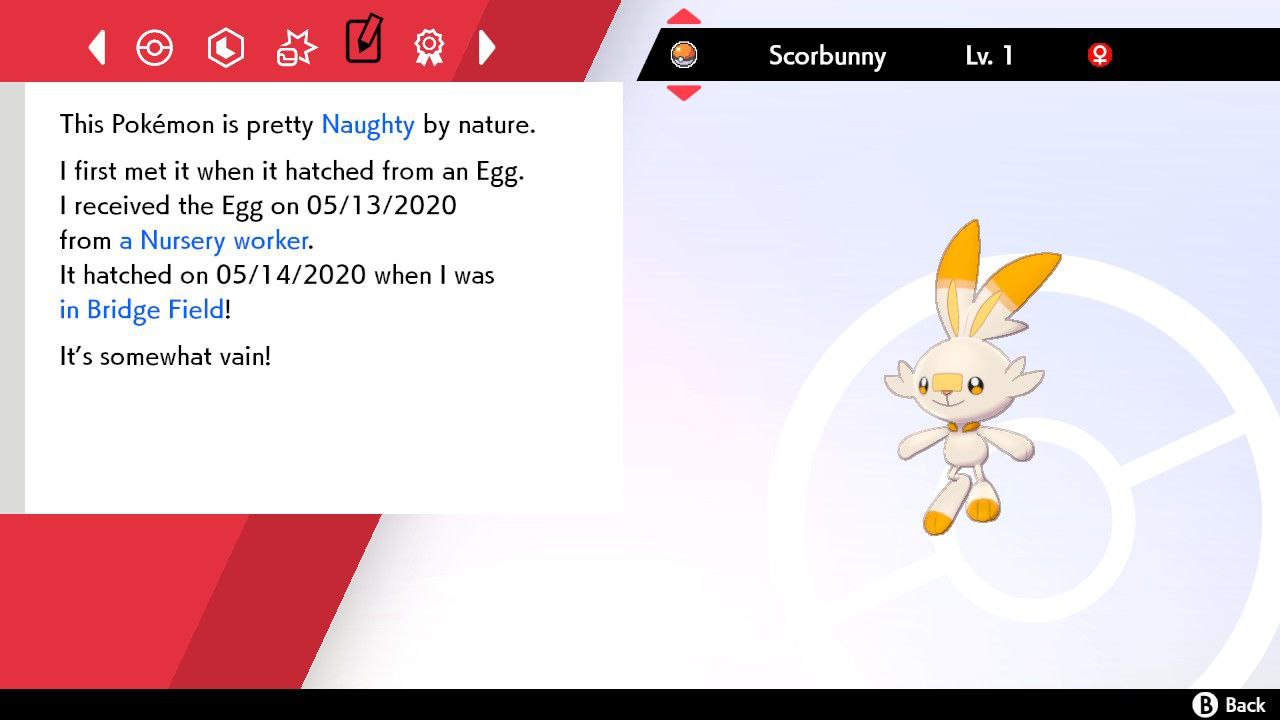 Scorbunny Lv. 1
This Pokémon is pretty Naughty by nature.
I first met it when it hatched from an Egg.
I received the Egg on 05/13/2020
from a Nursery worker.
It hatched on 05/14/2020 when I was
in Bridge Field!
It's somewhat vain!
B Back